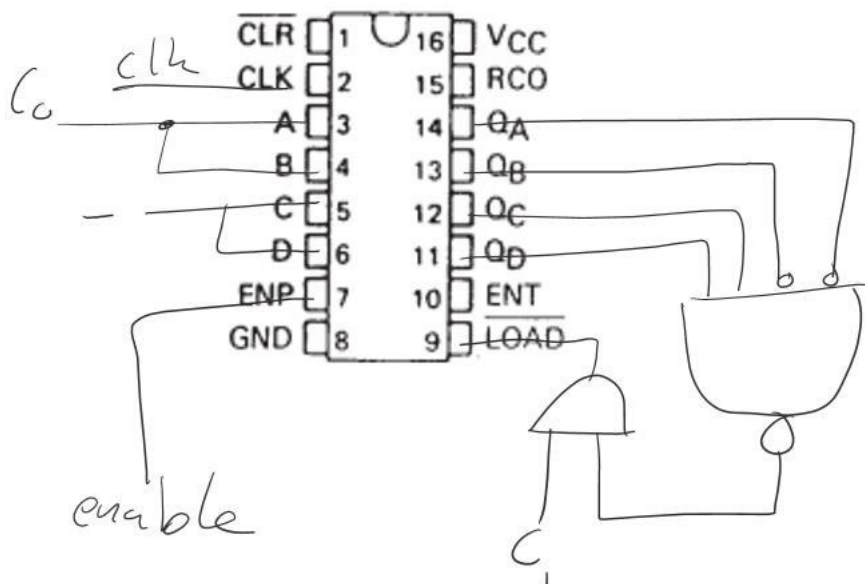 CLR 1 16 VCC
clk CLK 2 15 RCO
C0 A 3 14 QA
B 4 13 QB
C 5 12 QC
D 6 11 QD
ENP 7 10 ENT
GND 8 9 LOAD
enable
C1